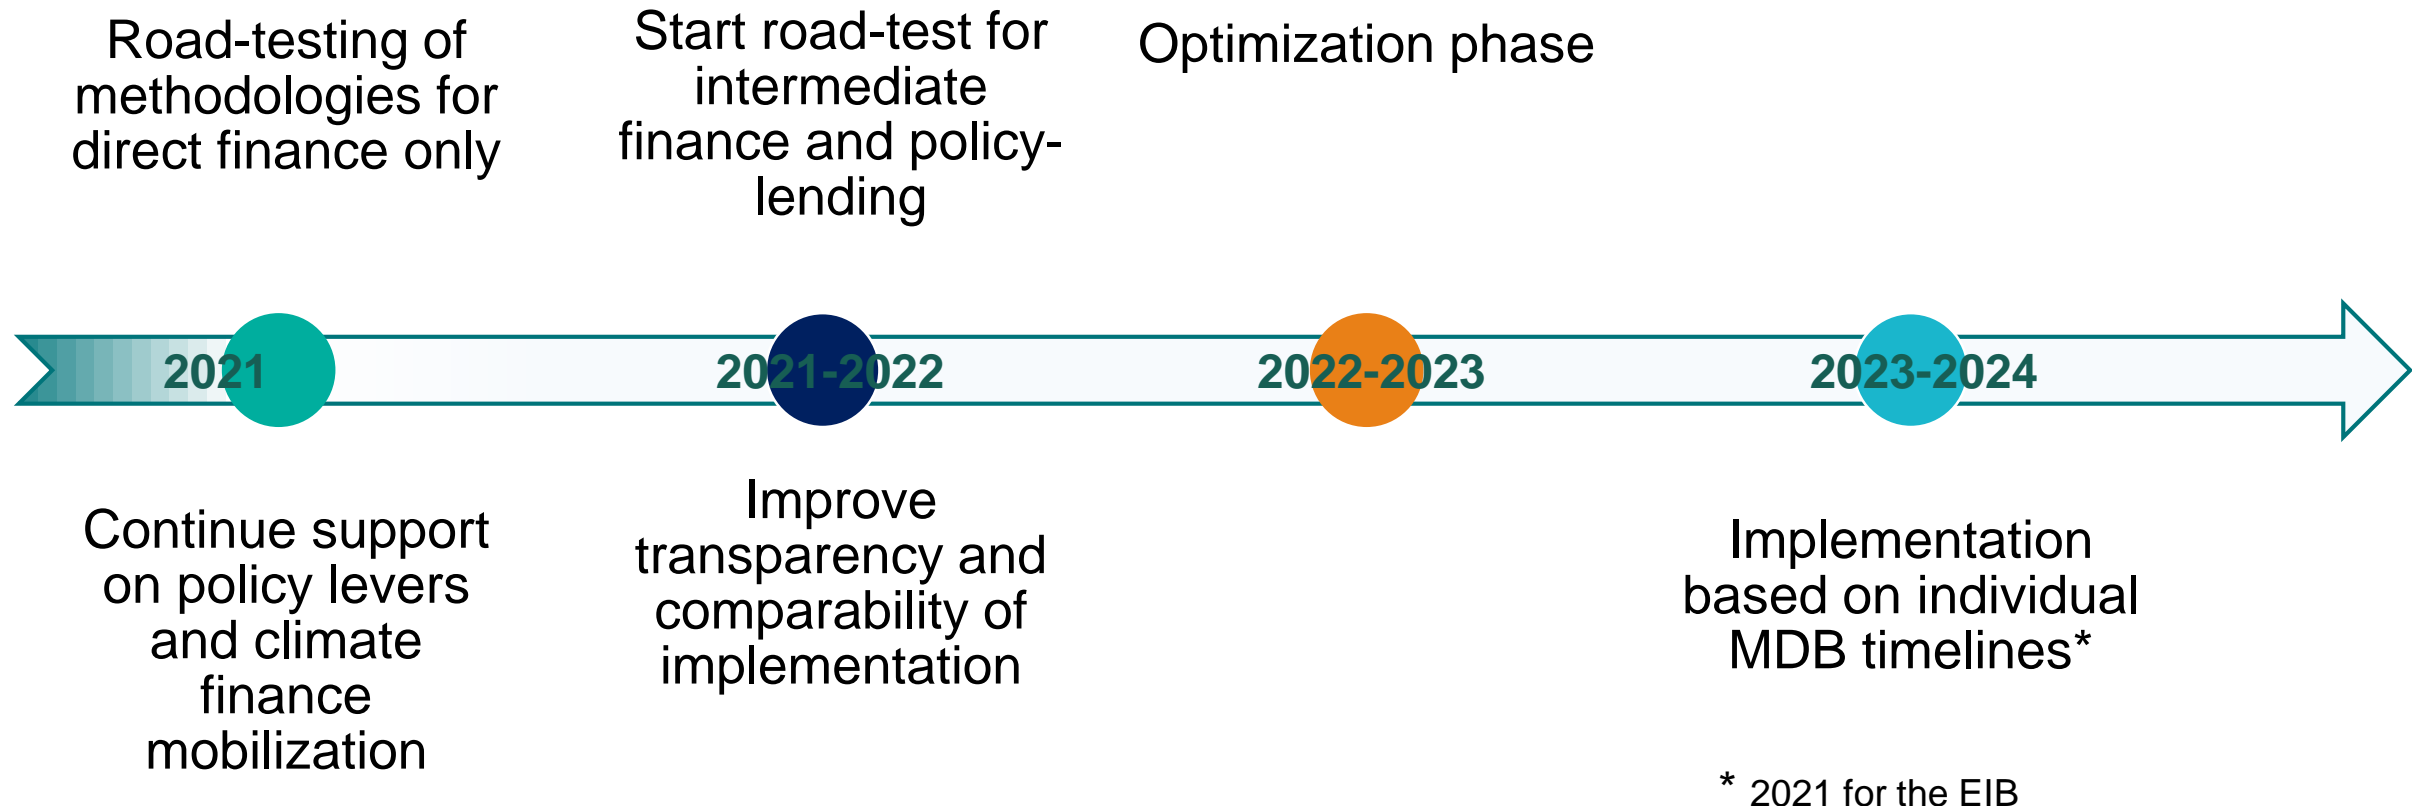 Road-testing of
methodologies for
direct finance only
Start road-test for
intermediate
finance and policy-
lending
Optimization phase
2021
2021-2022
2022-2023
2023-2024
Continue support
on policy levers
and climate
finance
mobilization
Improve
transparency and
comparability of
implementation
Implementation
based on individual
MDB timelines*
* 2021 for the EIB